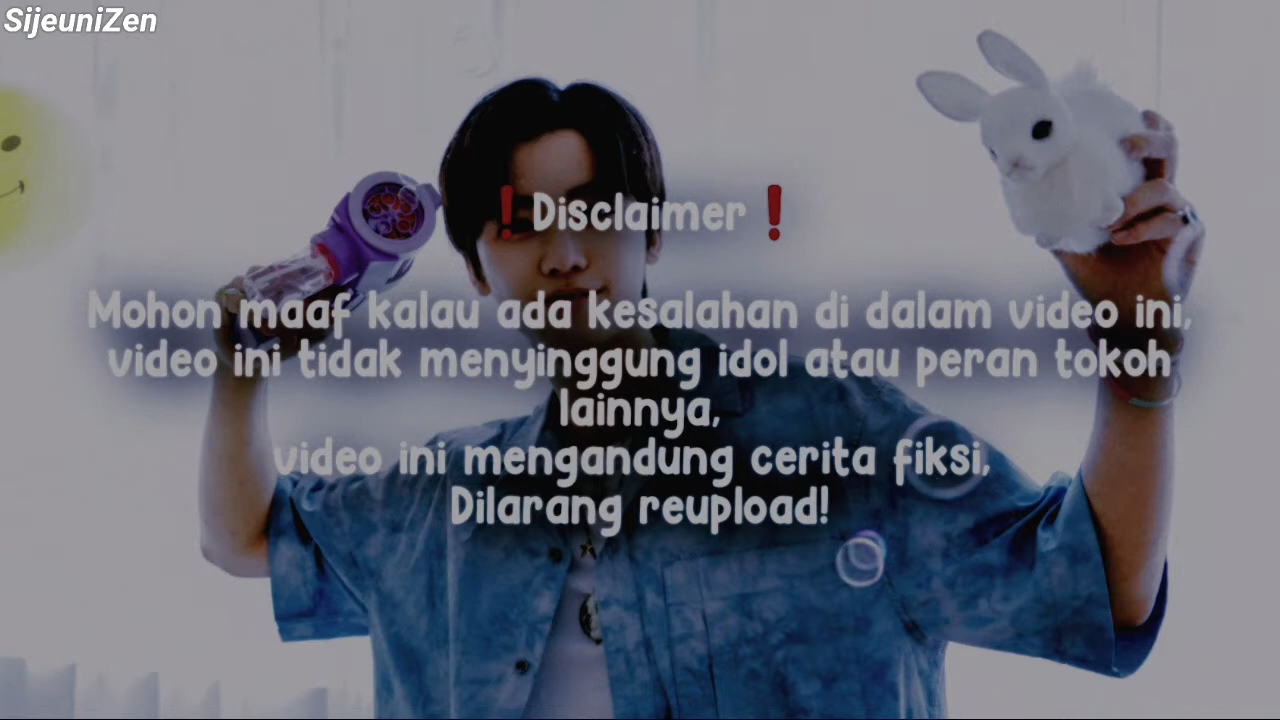 SijeuniZen
❗Disclaimer❗
Mohon maaf kalau ada kesalahan di dalam video ini,
video ini tidak menyinggung idol atau peran tokoh
lainnya,
video ini mengandung cerita fiksi,
Dilarang reupload!